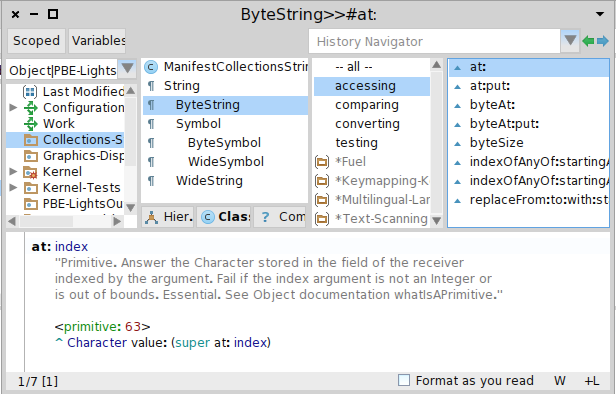 ByteString>>#at:
Scoped
Variables
History Navigator
Object|PBE-Lights
Last Modified
Configuration
Work
Collections-S
Graphics-Disp
Kernel
Kernel-Tests
PBE-LightsOu
ManifestCollectionsStrin
String
ByteString
Symbol
ByteSymbol
WideSymbol
WideString
Hier.
Class
? Com
-- all --
accessing
comparing
converting
testing
*Fuel
*Keymapping-K
*Multilingual-Lan
*Text-Scanning
at:
at:put:
byteAt:
byteAt:put:
byteSize
indexOfAnyOf:startingA
indexOfAnyOf:startingA
replaceFrom:to:with:st
at: index
"Primitive. Answer the Character stored in the field of the receiver
indexed by the argument. Fail if the index argument is not an Integer or
is out of bounds. Essential. See Object documentation whatIsAPrimitive."
<primitive: 63>
^ Character value: (super at: index)
1/7 [1]
Format as you read
W
+L